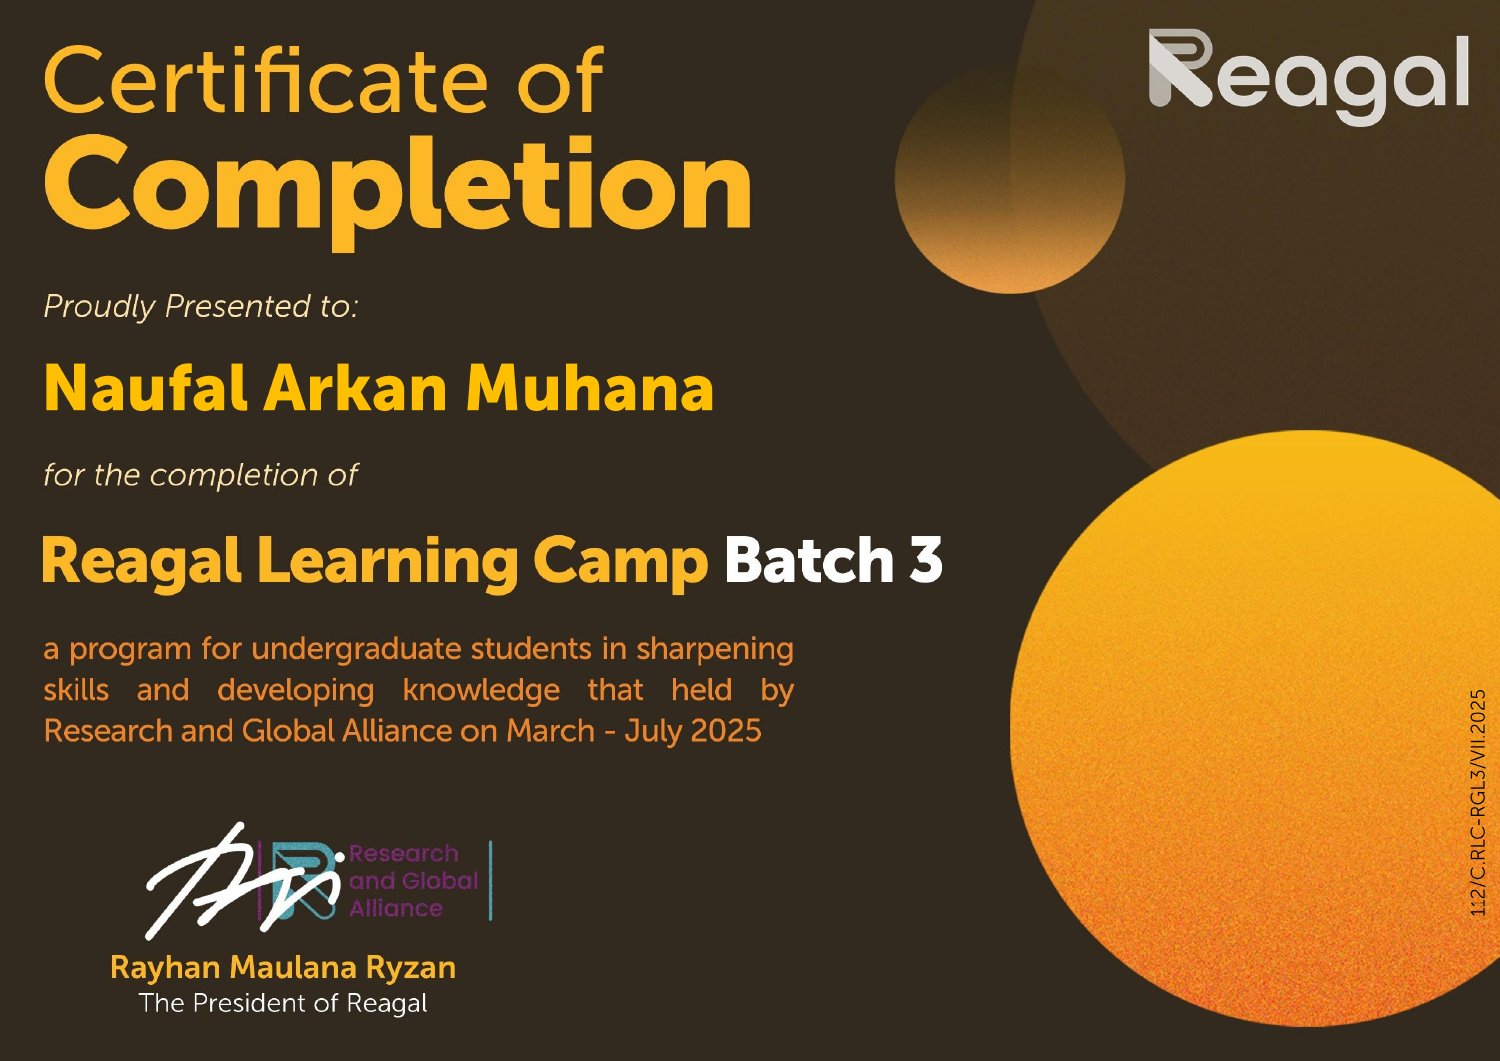 Certificate of
Reagal
Completion
Proudly Presented to:
Naufal Arkan Muhana
for the completion of
Reagal Learning Camp Batch 3
a program for undergraduate students in sharpening
skills and developing knowledge that held by
Research and Global Alliance on March - July 2025
112/C.RLC-RGL3/VII.2025
Research
and Global
Alliance
Rayhan Maulana Ryzan
The President of Reagal